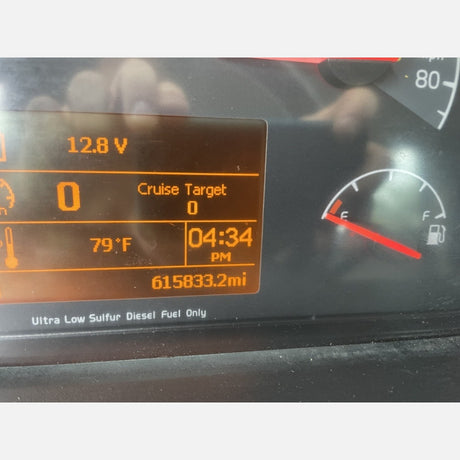 12.8 V
80
0
Cruise Target
0
E
F
79°F
04:34
PM
615833.2mi
Ultra Low Sulfur Diesel Fuel Only